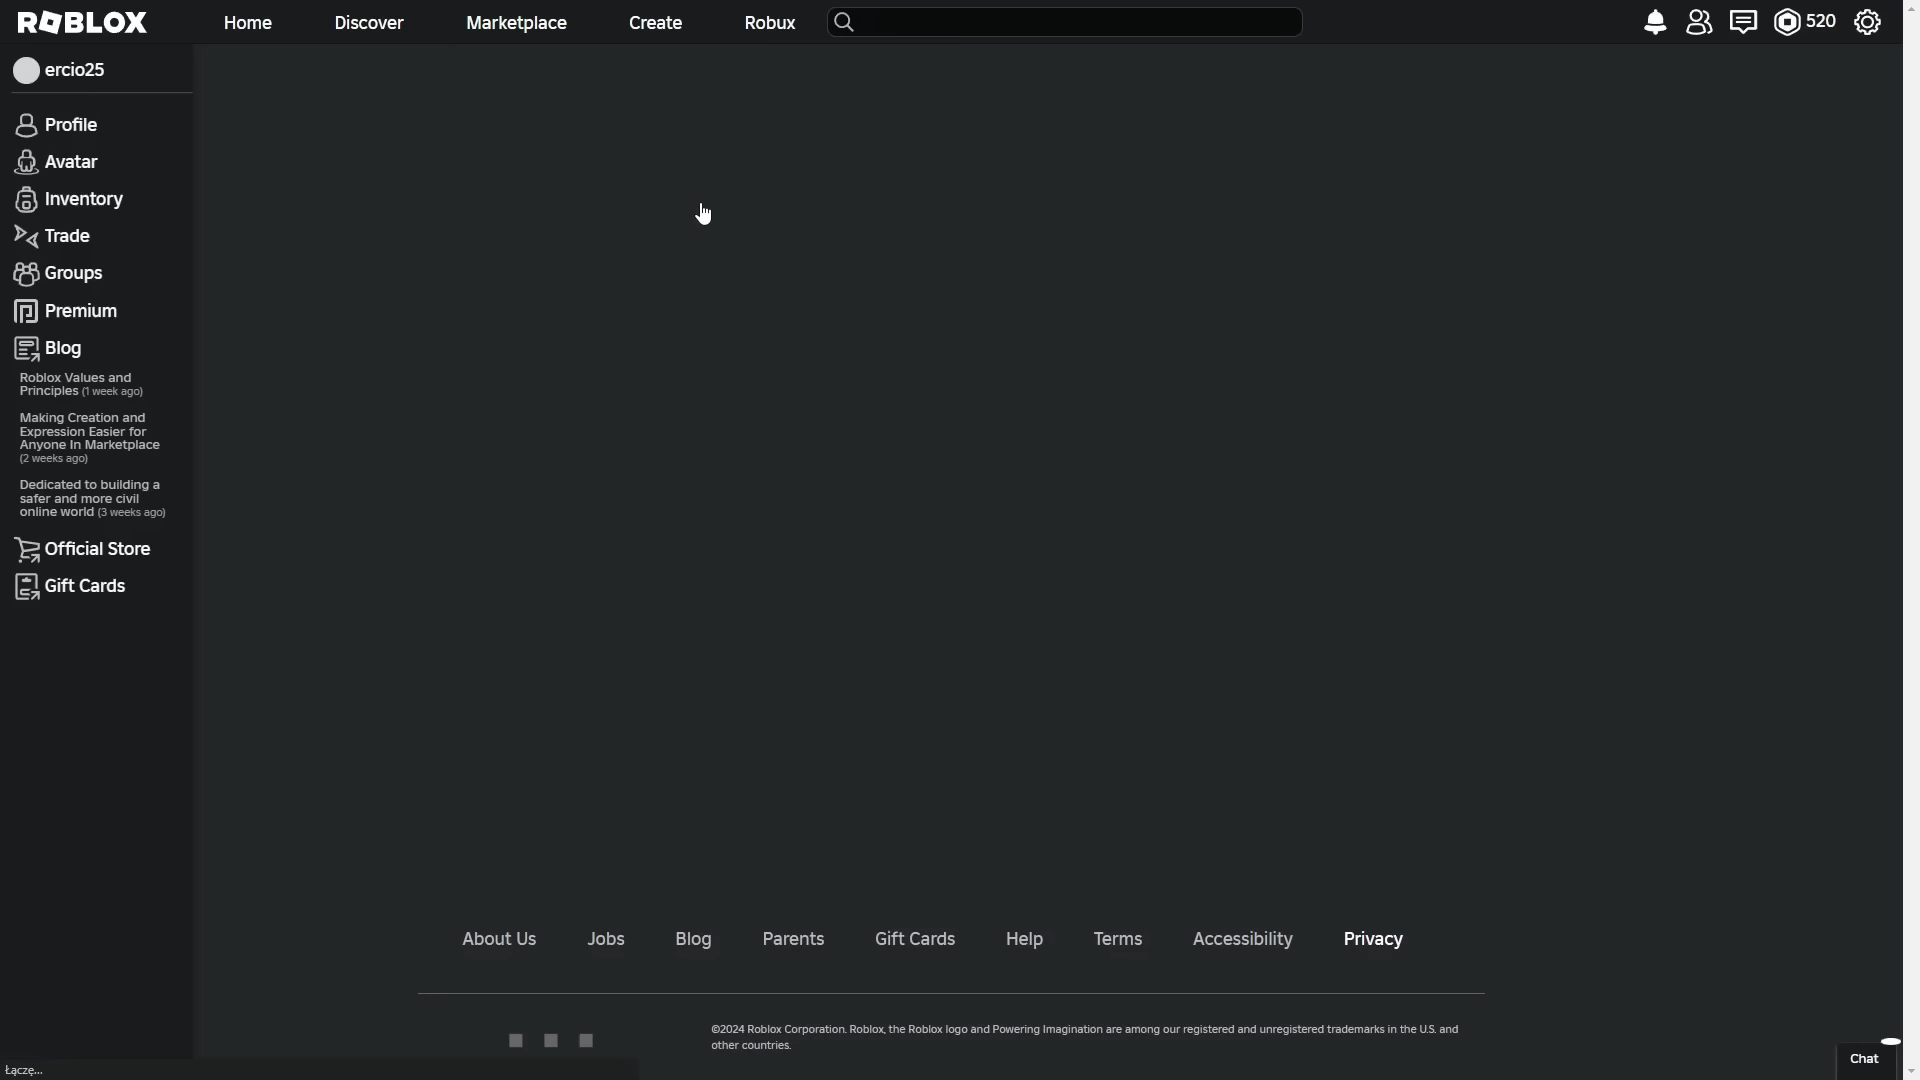 ROBLOX Home Discover Marketplace Create Robux 520
ercio25
Profile
Avatar
Inventory
Trade
Groups
Premium
Blog
Roblox Values and
Principles (1 week ago)
Making Creation and
Expression Easier for
Anyone In Marketplace
(2 weeks ago)
Dedicated to building a
safer and more civil
online world (3 weeks ago)
Official Store
Gift Cards
About Us Jobs Blog Parents Gift Cards Help Terms Accessibility Privacy
©2024 Roblox Corporation. Roblox, the Roblox logo and Powering Imagination are among our registered and unregistered trademarks in the U.S. and
other countries.
Chat
Łączę...